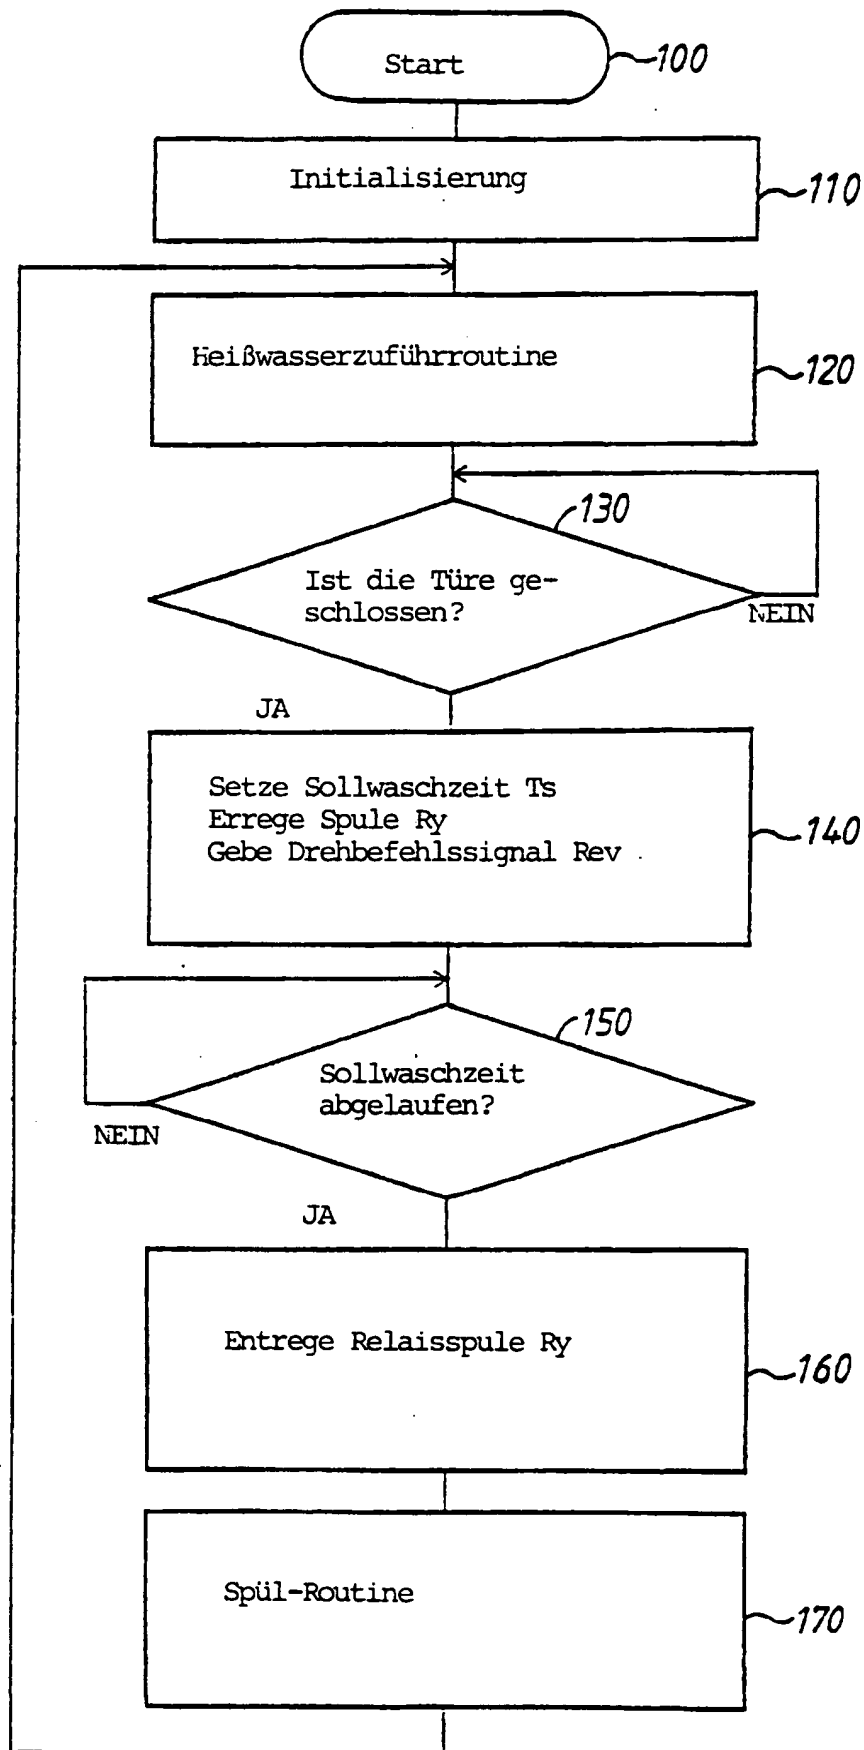 Start
100
Initialisierung
110
Heißwasserzuführroutine
120
130
Ist die Türe ge-
schlossen?
NEIN
JA
Setze Sollwaschzeit Ts
Errege Spule Ry
Gebe Drehbefehlssignal Rev
140
150
Sollwaschzeit
abgelaufen?
NEIN
JA
Entrege Relaisspule Ry
160
Spül-Routine
170